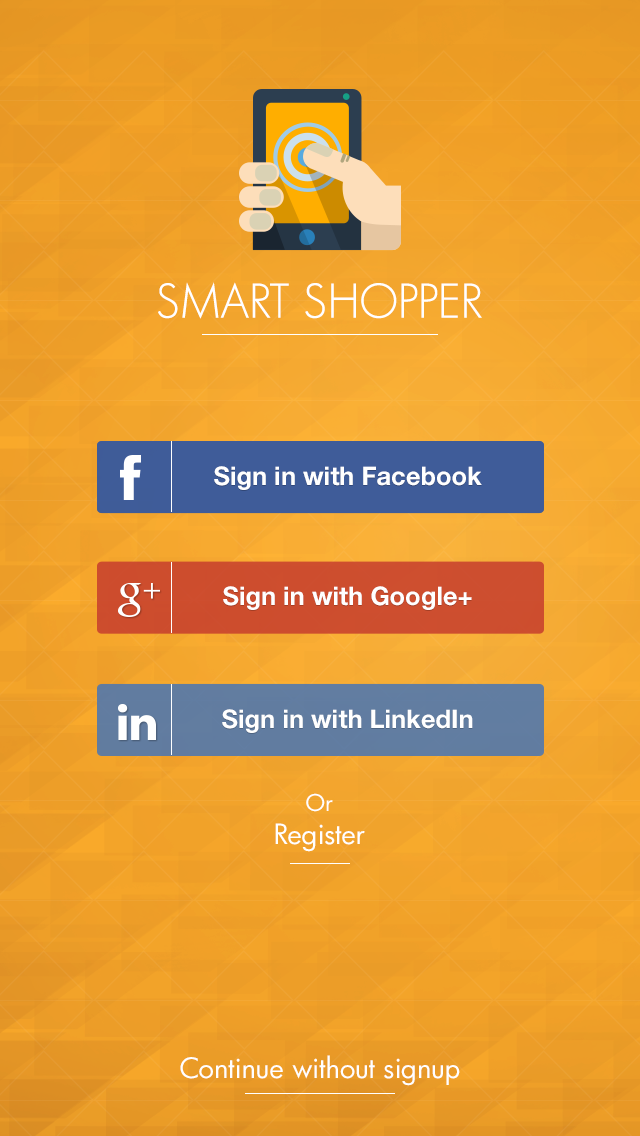 SMART SHOPPER
f
Sign in with Facebook
g+
Sign in with Google+
in
Sign in with LinkedIn
Or
Register
Continue without signup